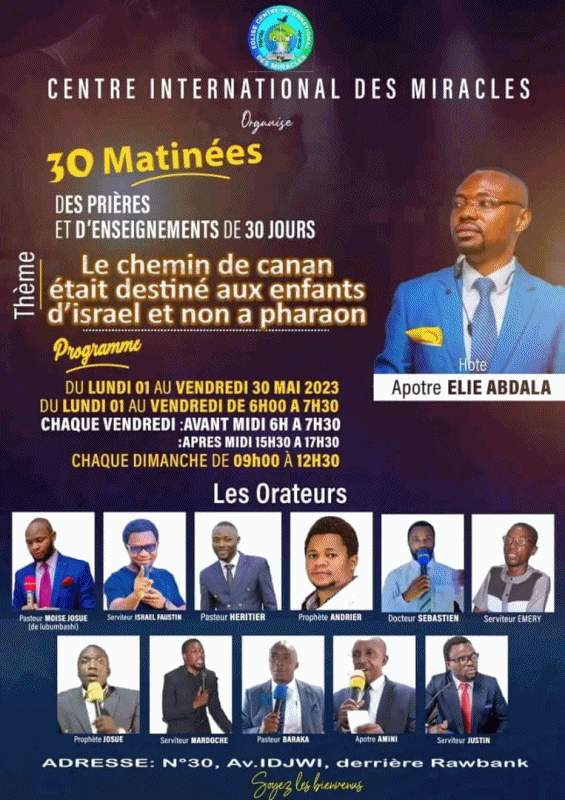 EGLISE CENTRE INTERNATIONAL
DES MIRACLES
CENTRE INTERNATIONAL DES MIRACLES
Organise
30 Matinées
DES PRIÈRES
ET D'ENSEIGNEMENTS DE 30 JOURS
Thème
Le chemin de canan
était destiné aux enfants
d'israel et non a pharaon
Programme
DU LUNDI 01 AU VENDREDI 30 MAI 2023
DU LUNDI 01 AU VENDREDI DE 6H00 A 7H30
CHAQUE VENDREDI :AVANT MIDI 6H A 7H30
:APRES MIDI 15H30 A 17H30
CHAQUE DIMANCHE DE 09h00 À 12H30
Hote
Apotre ELIE ABDALA
Les Orateurs
Pasteur MOISE JOSUE
(de lubumbashi)
Serviteur ISRAEL FAUSTIN
Pasteur HERITIER
Prophète ANDRIER
Docteur SEBASTIEN
Serviteur EMERY
Prophète JOSUE
Serviteur MARDOCHE
Pasteur BARAKA
Apotre AMINI
Serviteur JUSTIN
ADRESSE: N°30, Av.IDJWI, derrière Rawbank
Soyez les bienvenus